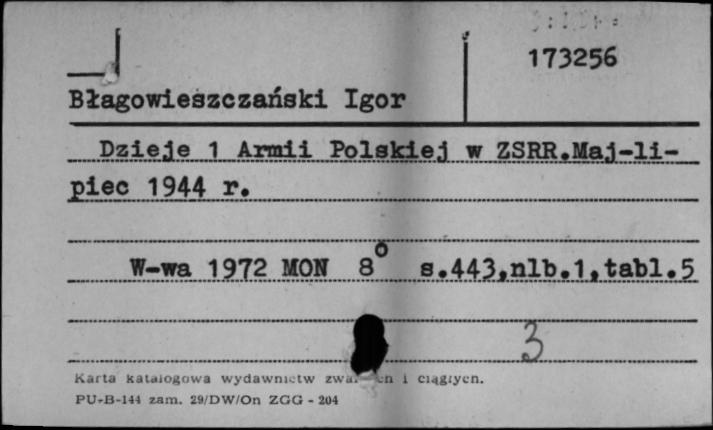 173256
Błagowieszczański Igor
Dzieje 1 Armii Polskiej w ZSRR.Maj-li-
piec 1944 r.
W-wa 1972 MON 8° s.443,nlb.1,tabl.5
3
Karta katalogowa wydawnictw i ciągłych.
PU-B-144 zam. 29/DW/On ZGG - 204